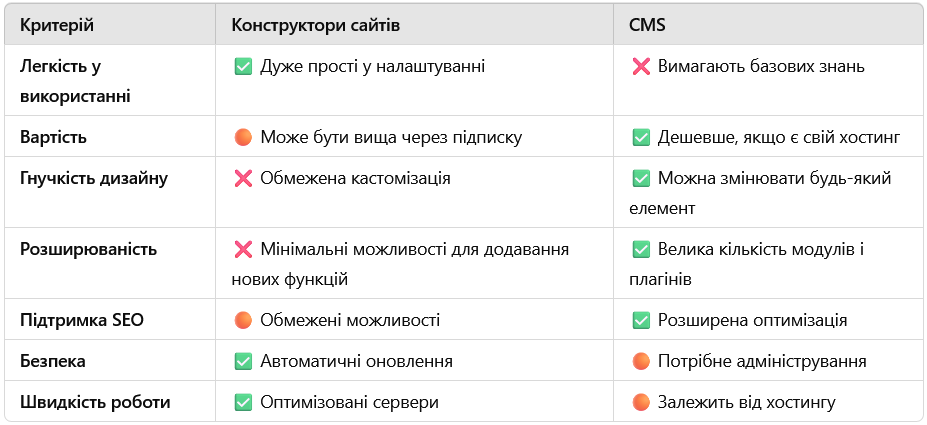 Критерій Конструктори сайтів CMS
Легкість у використанні ✅ Дуже прості у налаштуванні ❌ Вимагають базових знань
Вартість 🟠 Може бути вища через підписку ✅ Дешевше, якщо є свій хостинг
Гнучкість дизайну ❌ Обмежена кастомізація ✅ Можна змінювати будь-який елемент
Розширюваність ❌ Мінімальні можливості для додавання нових функцій ✅ Велика кількість модулів і плагінів
Підтримка SEO 🟠 Обмежені можливості ✅ Розширена оптимізація
Безпека ✅ Автоматичні оновлення 🟠 Потрібне адміністрування
Швидкість роботи ✅ Оптимізовані сервери 🟠 Залежить від хостингу